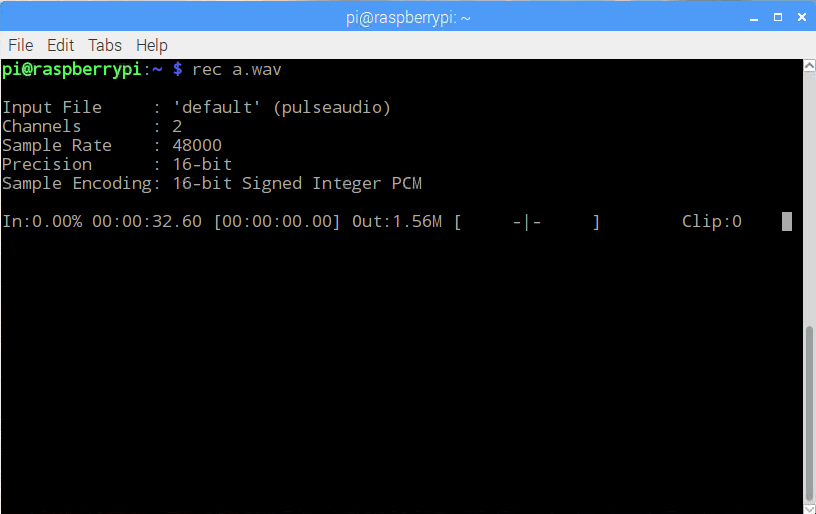 pi@raspberrypi: ~
File Edit Tabs Help
pi@raspberrypi:~ $ rec a.wav
Input File     : 'default' (pulseaudio)
Channels       : 2
Sample Rate    : 48000
Precision      : 16-bit
Sample Encoding: 16-bit Signed Integer PCM
In:0.00% 00:00:32.60 [00:00:00.00] Out:1.56M [     -|-     ]        Clip:0